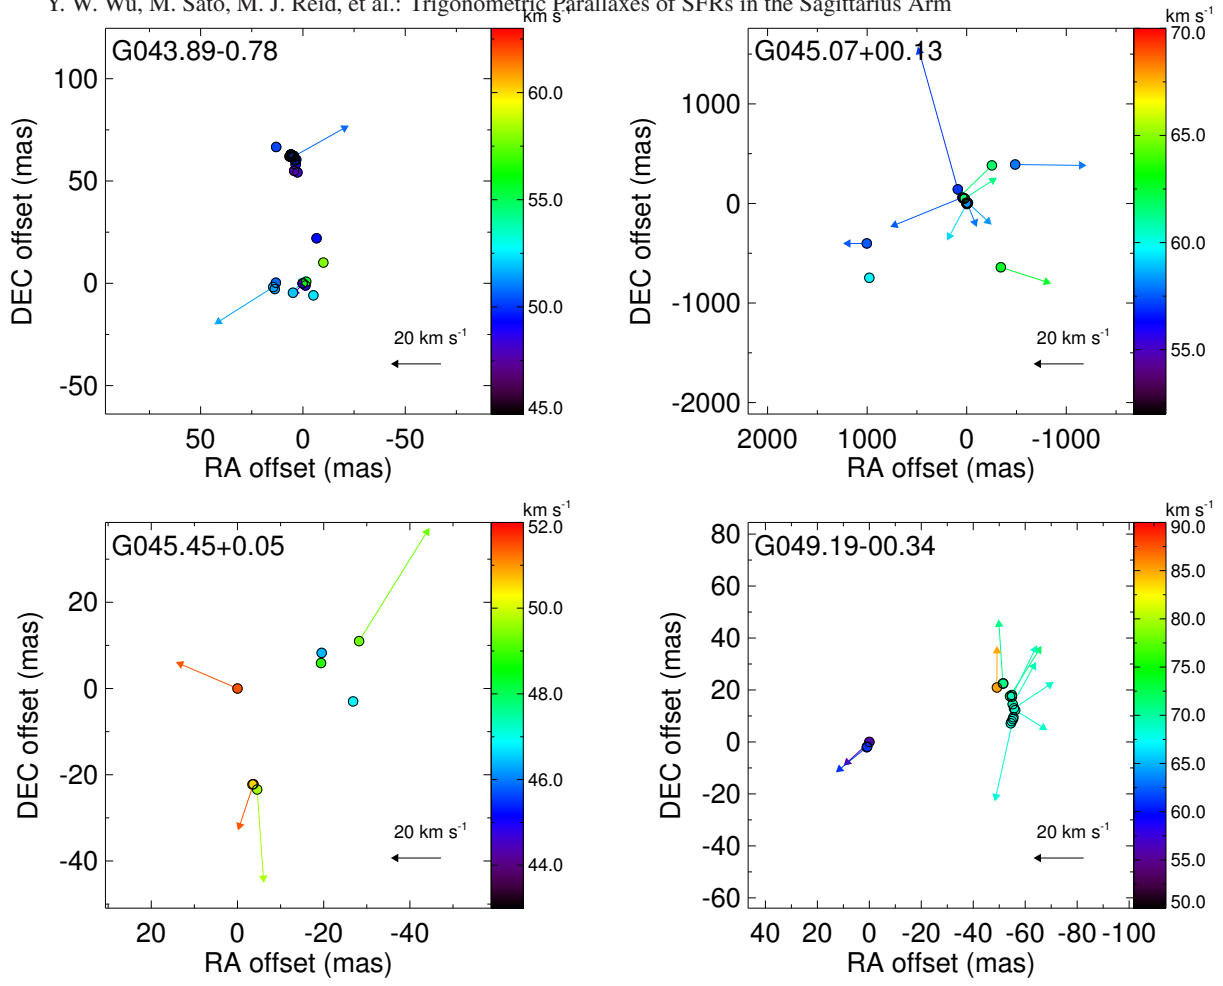 Y. W. Wu, M. Sato, M. J. Reid, et al.: Trigonometric Parallaxes of SFRs in the Sagittarius Arm
km s⁻¹
G043.89-0.78
100
50
0
-50
DEC offset (mas)
20 km s⁻¹
50 0 -50
RA offset (mas)
60.0
55.0
50.0
45.0
km s⁻¹
G045.07+00.13
1000
0
-1000
-2000
DEC offset (mas)
20 km s⁻¹
2000 1000 0 -1000
RA offset (mas)
70.0
65.0
60.0
55.0
km s⁻¹
G045.45+0.05
20
0
-20
-40
DEC offset (mas)
20 km s⁻¹
20 0 -20 -40
RA offset (mas)
52.0
50.0
48.0
46.0
44.0
km s⁻¹
G049.19-00.34
80
60
40
20
0
-20
-40
-60
DEC offset (mas)
20 km s⁻¹
40 20 0 -20 -40 -60 -80 -100
RA offset (mas)
90.0
85.0
80.0
75.0
70.0
65.0
60.0
55.0
50.0